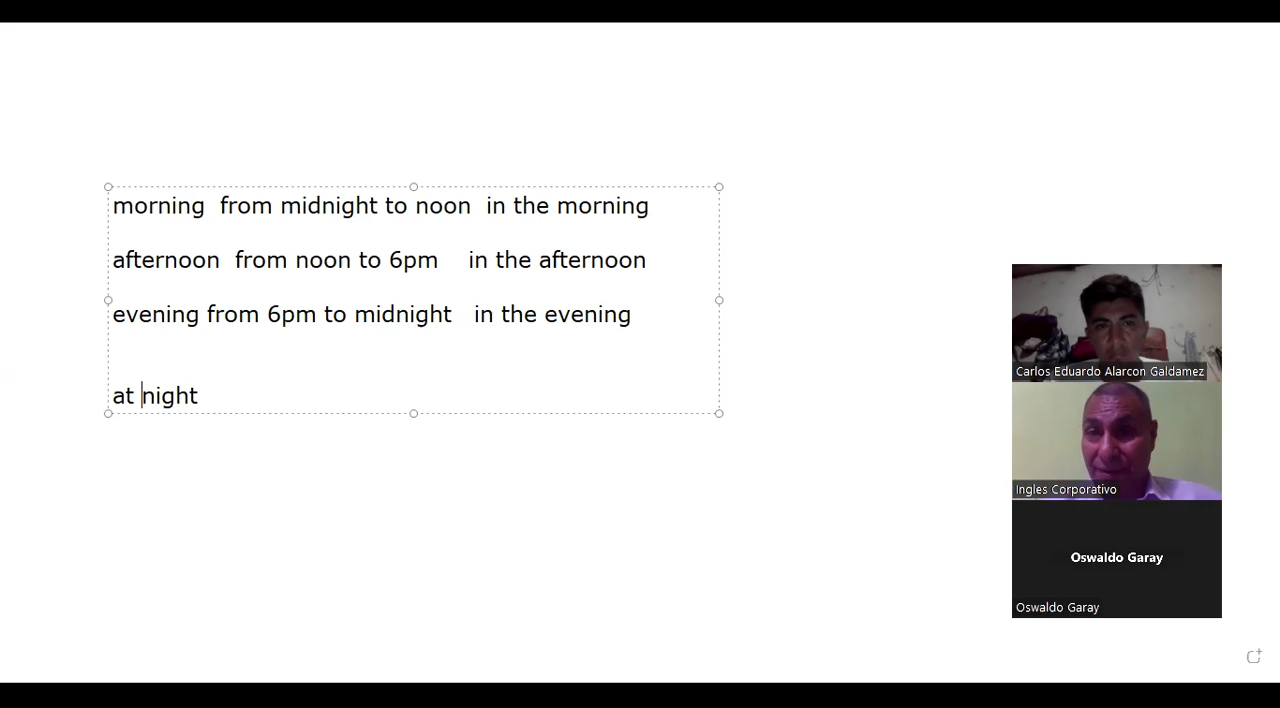 morning  from midnight to noon  in the morning
afternoon  from noon to 6pm    in the afternoon
evening from 6pm to midnight   in the evening
at night
Carlos Eduardo Alarcon Galdamez
Ingles Corporativo
Oswaldo Garay
Oswaldo Garay